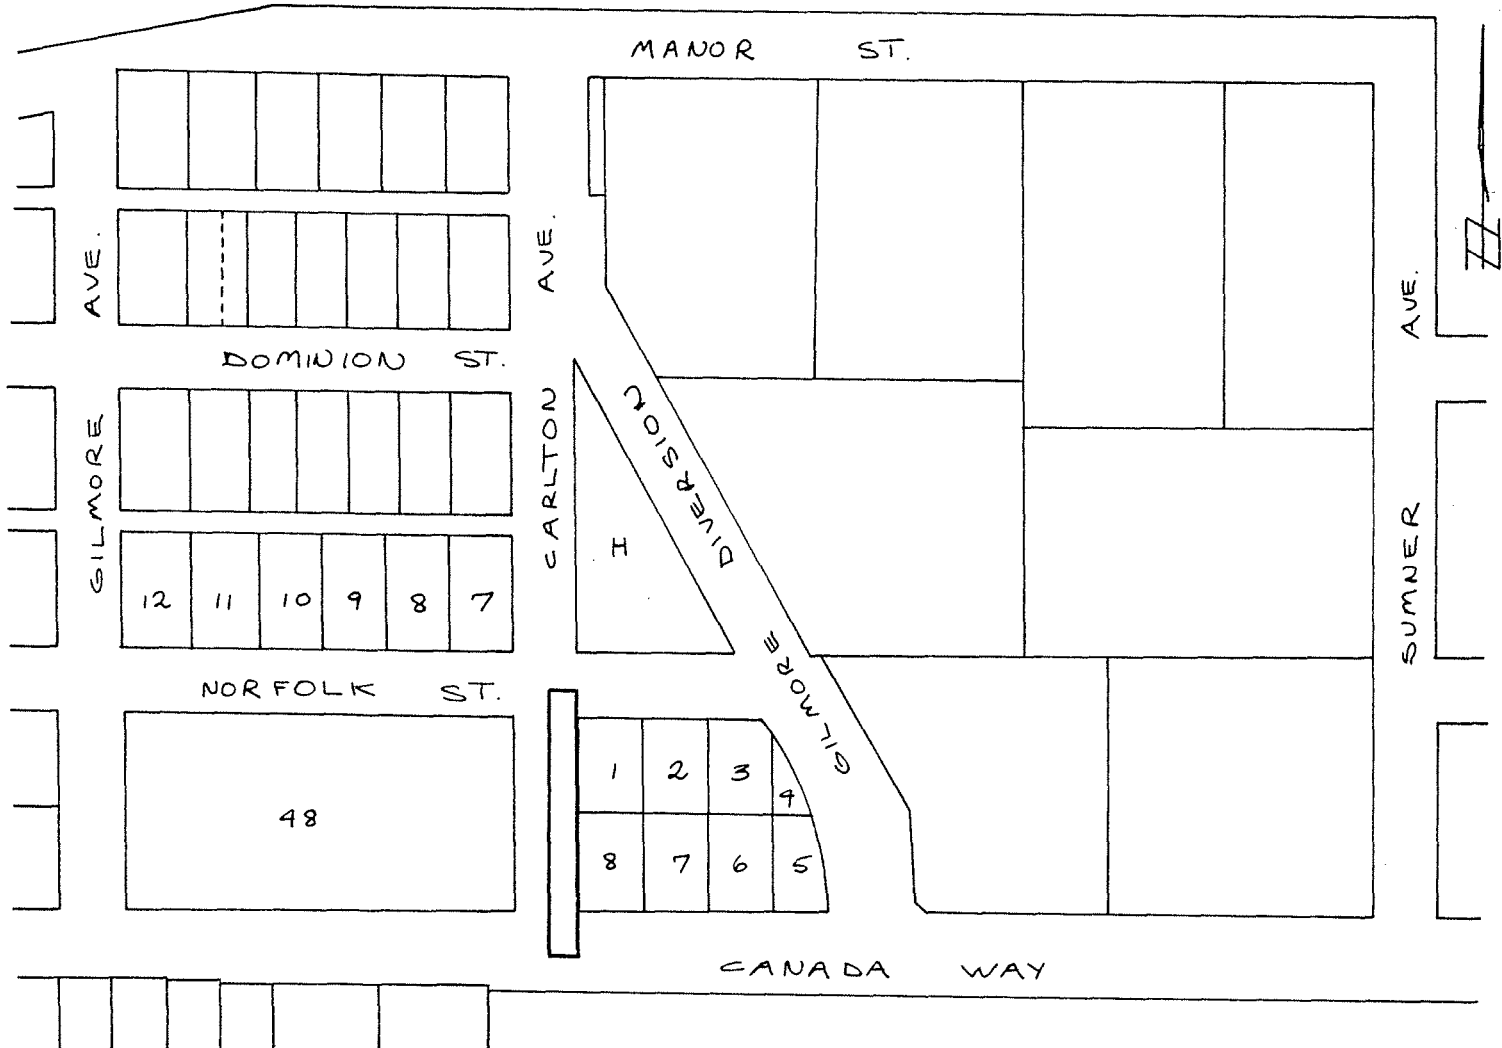 MANOR ST.
AVE.
AVE.
AVE.
DOMINION ST.
GILMORE
CARLTON
DIVERSION
SUMNER
H
12 11 10 9 8 7
GILMORE
NORFOLK ST.
48
1 2 3 4
8 7 6 5
CANADA WAY